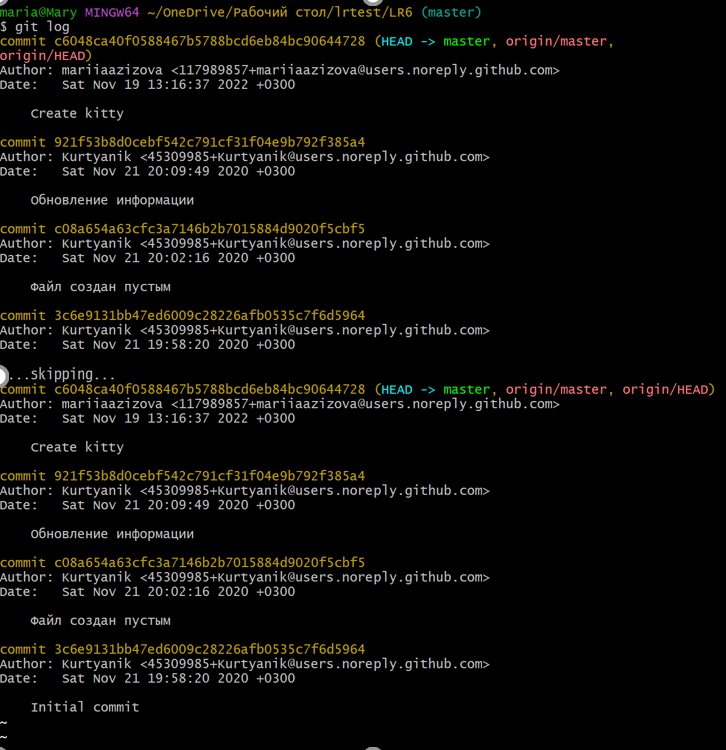 maria@Mary MINGW64 ~/OneDrive/Рабочий стол/lrtest/LR6 (master)
$ git log
commit c6048ca40f0588467b5788bcd6eb84bc90644728 (HEAD -> master, origin/master,
origin/HEAD)
Author: mariiaazizova <117989857+mariiaazizova@users.noreply.github.com>
Date:   Sat Nov 19 13:16:37 2022 +0300
    Create kitty
commit 921f53b8d0cebf542c791cf31f04e9b792f385a4
Author: Kurtyanik <45309985+Kurtyanik@users.noreply.github.com>
Date:   Sat Nov 21 20:09:49 2020 +0300
    Обновление информации
commit c08a654a63cfc3a7146b2b7015884d9020f5cbf5
Author: Kurtyanik <45309985+Kurtyanik@users.noreply.github.com>
Date:   Sat Nov 21 20:02:16 2020 +0300
    Файл создан пустым
commit 3c6e9131bb47ed6009c28226afb0535c7f6d5964
Author: Kurtyanik <45309985+Kurtyanik@users.noreply.github.com>
Date:   Sat Nov 21 19:58:20 2020 +0300
...skipping...
commit c6048ca40f0588467b5788bcd6eb84bc90644728 (HEAD -> master, origin/master, origin/HEAD)
Author: mariiaazizova <117989857+mariiaazizova@users.noreply.github.com>
Date:   Sat Nov 19 13:16:37 2022 +0300
    Create kitty
commit 921f53b8d0cebf542c791cf31f04e9b792f385a4
Author: Kurtyanik <45309985+Kurtyanik@users.noreply.github.com>
Date:   Sat Nov 21 20:09:49 2020 +0300
    Обновление информации
commit c08a654a63cfc3a7146b2b7015884d9020f5cbf5
Author: Kurtyanik <45309985+Kurtyanik@users.noreply.github.com>
Date:   Sat Nov 21 20:02:16 2020 +0300
    Файл создан пустым
commit 3c6e9131bb47ed6009c28226afb0535c7f6d5964
Author: Kurtyanik <45309985+Kurtyanik@users.noreply.github.com>
Date:   Sat Nov 21 19:58:20 2020 +0300
    Initial commit
~
~